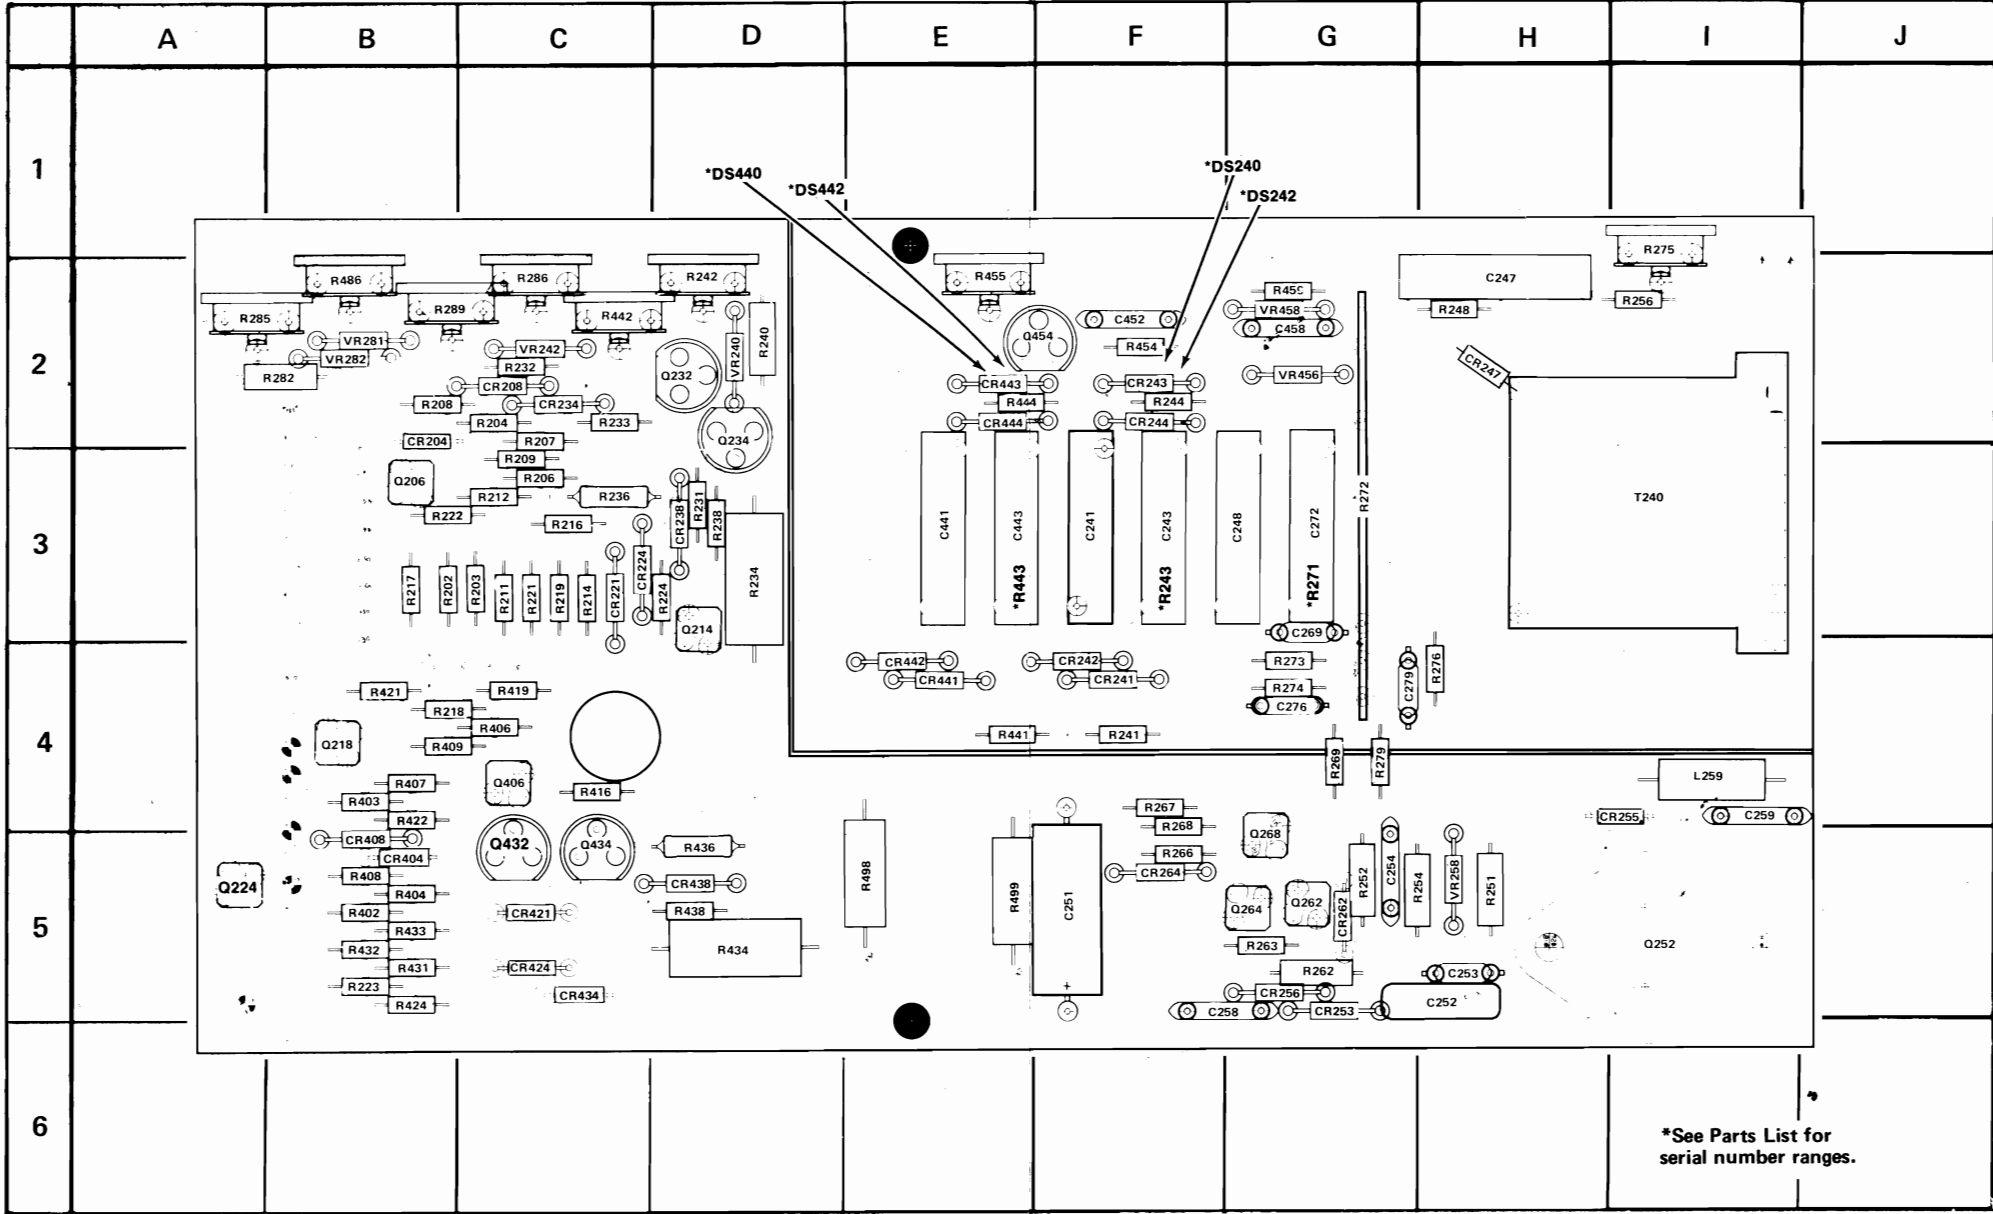 A B C D E F G H I J
1
*DS440
*DS442
*DS240
*DS242
R486
R286
R242
R455
R275
C247
R285
R289
R442
R459
R256
VR458
R248
C452
C458
VR281
VR282
VR242
R232
Q232
VR240
R240
Q454
R454
2
R282
CR208
CR443
CR243
VR456
CR247
R208
CR234
R444
R244
R204
R233
CR444
CR244
CR204
R207
Q234
R209
Q206
R206
R212
R236
R222
R216
CR238
R231
R238
C441
C443
C241
C243
C248
C272
R272
T240
3
R217
R202
R203
R211
R221
R219
R214
CR221
CR224
R224
R234
*R443
*R243
*R271
Q214
C269
CR442
CR242
R273
R276
CR441
CR241
R274
C279
R421
R419
C276
R218
R406
4
Q218
R409
R441
R241
R269
R279
R407
Q406
R416
L259
R403
R267
R422
R268
CR255
C259
CR408
Q432
Q434
R436
Q268
CR404
R266
R408
CR264
Q224
R404
CR438
R498
R499
C251
R252
C254
R254
VR258
R251
R402
CR421
R438
Q264
Q262
CR262
5
R433
R432
R434
R263
Q252
R431
CR424
R262
C253
R223
CR434
CR256
C252
R424
+
C258
CR253
6
*See Parts List for
serial number ranges.